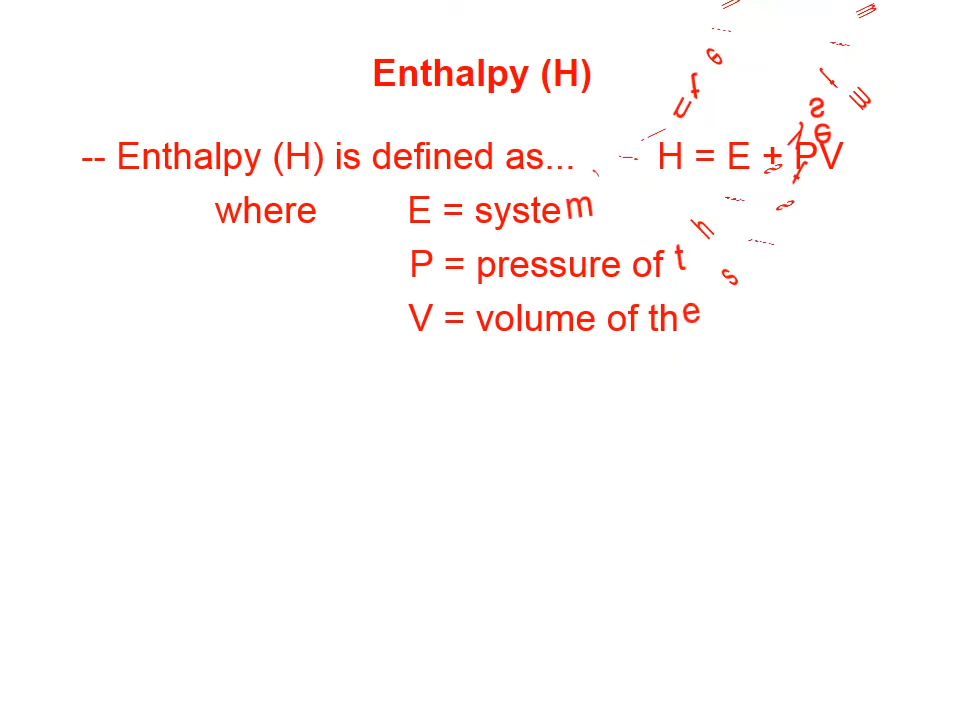 Enthalpy (H)
-- Enthalpy (H) is defined as... H = E + PV
where E = system
P = pressure of t
V = volume of the